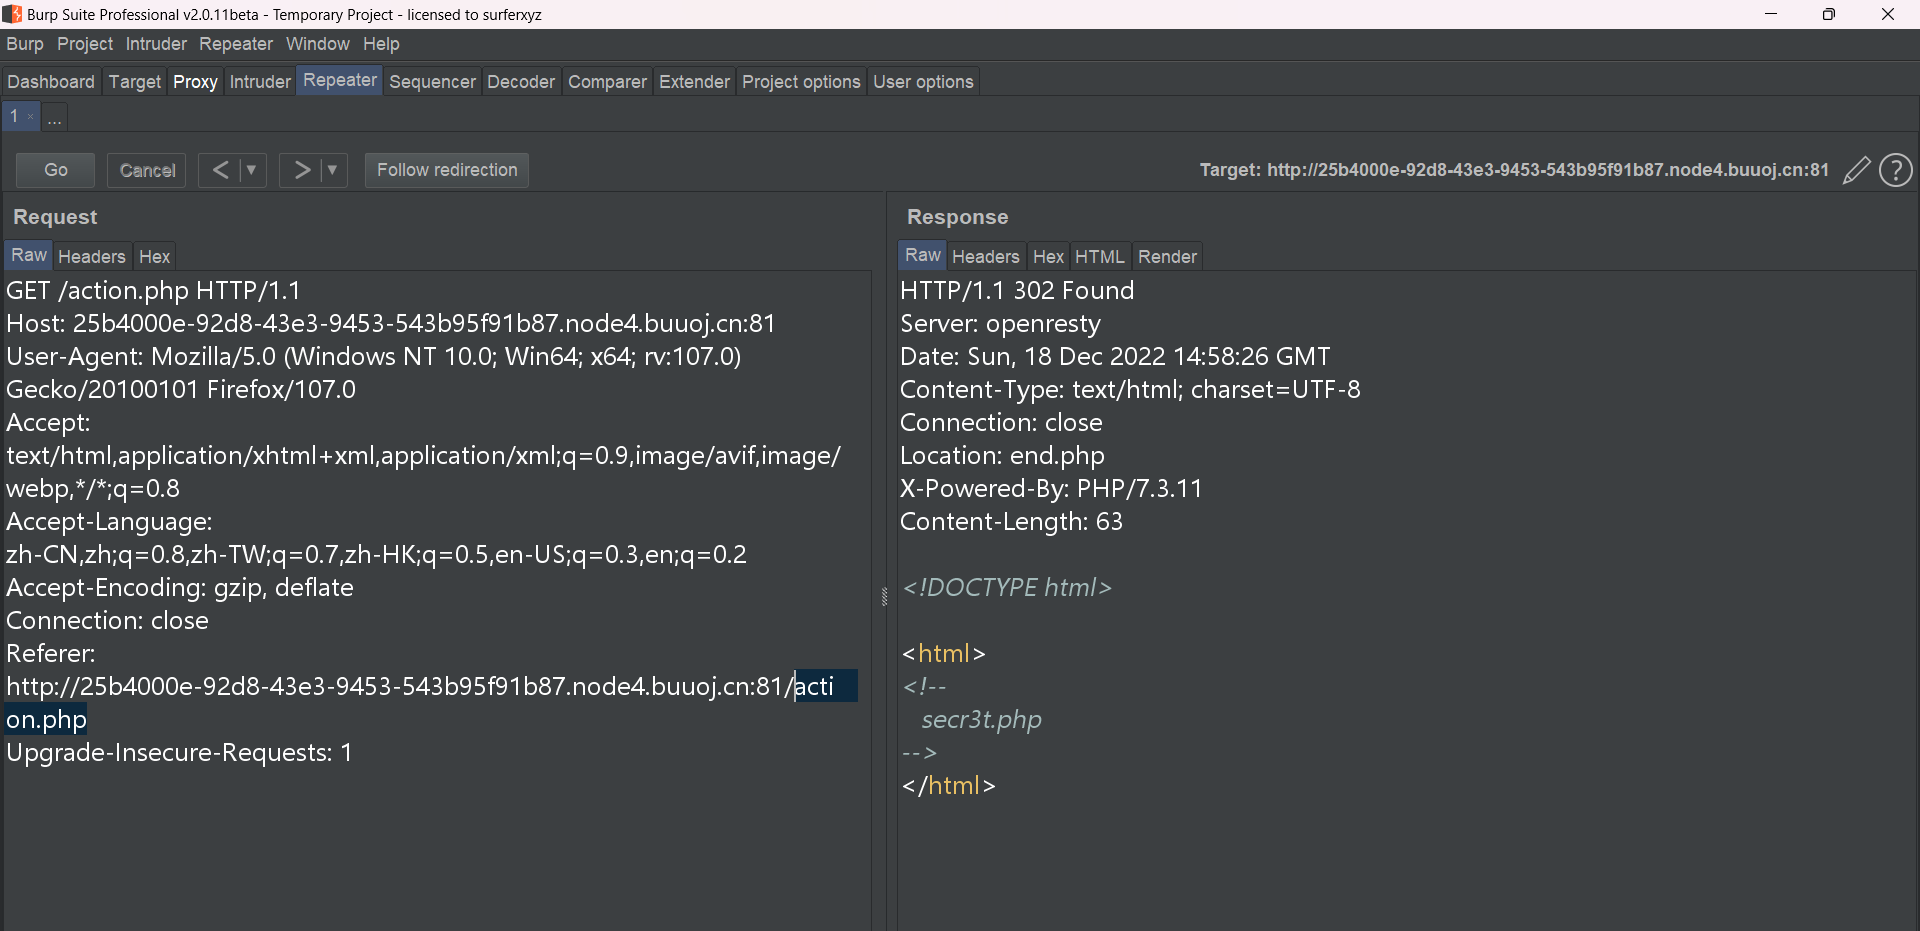 Burp Suite Professional v2.0.11beta - Temporary Project - licensed to surferxyz
Burp Project Intruder Repeater Window Help
Dashboard Target Proxy Intruder Repeater Sequencer Decoder Comparer Extender Project options User options
1 × ...
Go Cancel < ▼ > ▼ Follow redirection Target: http://25b4000e-92d8-43e3-9453-543b95f91b87.node4.buuoj.cn:81 ?
Request
Raw Headers Hex
GET /action.php HTTP/1.1
Host: 25b4000e-92d8-43e3-9453-543b95f91b87.node4.buuoj.cn:81
User-Agent: Mozilla/5.0 (Windows NT 10.0; Win64; x64; rv:107.0)
Gecko/20100101 Firefox/107.0
Accept:
text/html,application/xhtml+xml,application/xml;q=0.9,image/avif,image/
webp,*/*;q=0.8
Accept-Language:
zh-CN,zh;q=0.8,zh-TW;q=0.7,zh-HK;q=0.5,en-US;q=0.3,en;q=0.2
Accept-Encoding: gzip, deflate
Connection: close
Referer:
http://25b4000e-92d8-43e3-9453-543b95f91b87.node4.buuoj.cn:81/acti
on.php
Upgrade-Insecure-Requests: 1
Response
Raw Headers Hex HTML Render
HTTP/1.1 302 Found
Server: openresty
Date: Sun, 18 Dec 2022 14:58:26 GMT
Content-Type: text/html; charset=UTF-8
Connection: close
Location: end.php
X-Powered-By: PHP/7.3.11
Content-Length: 63
<!DOCTYPE html>
<html>
<!--
secr3t.php
-->
</html>